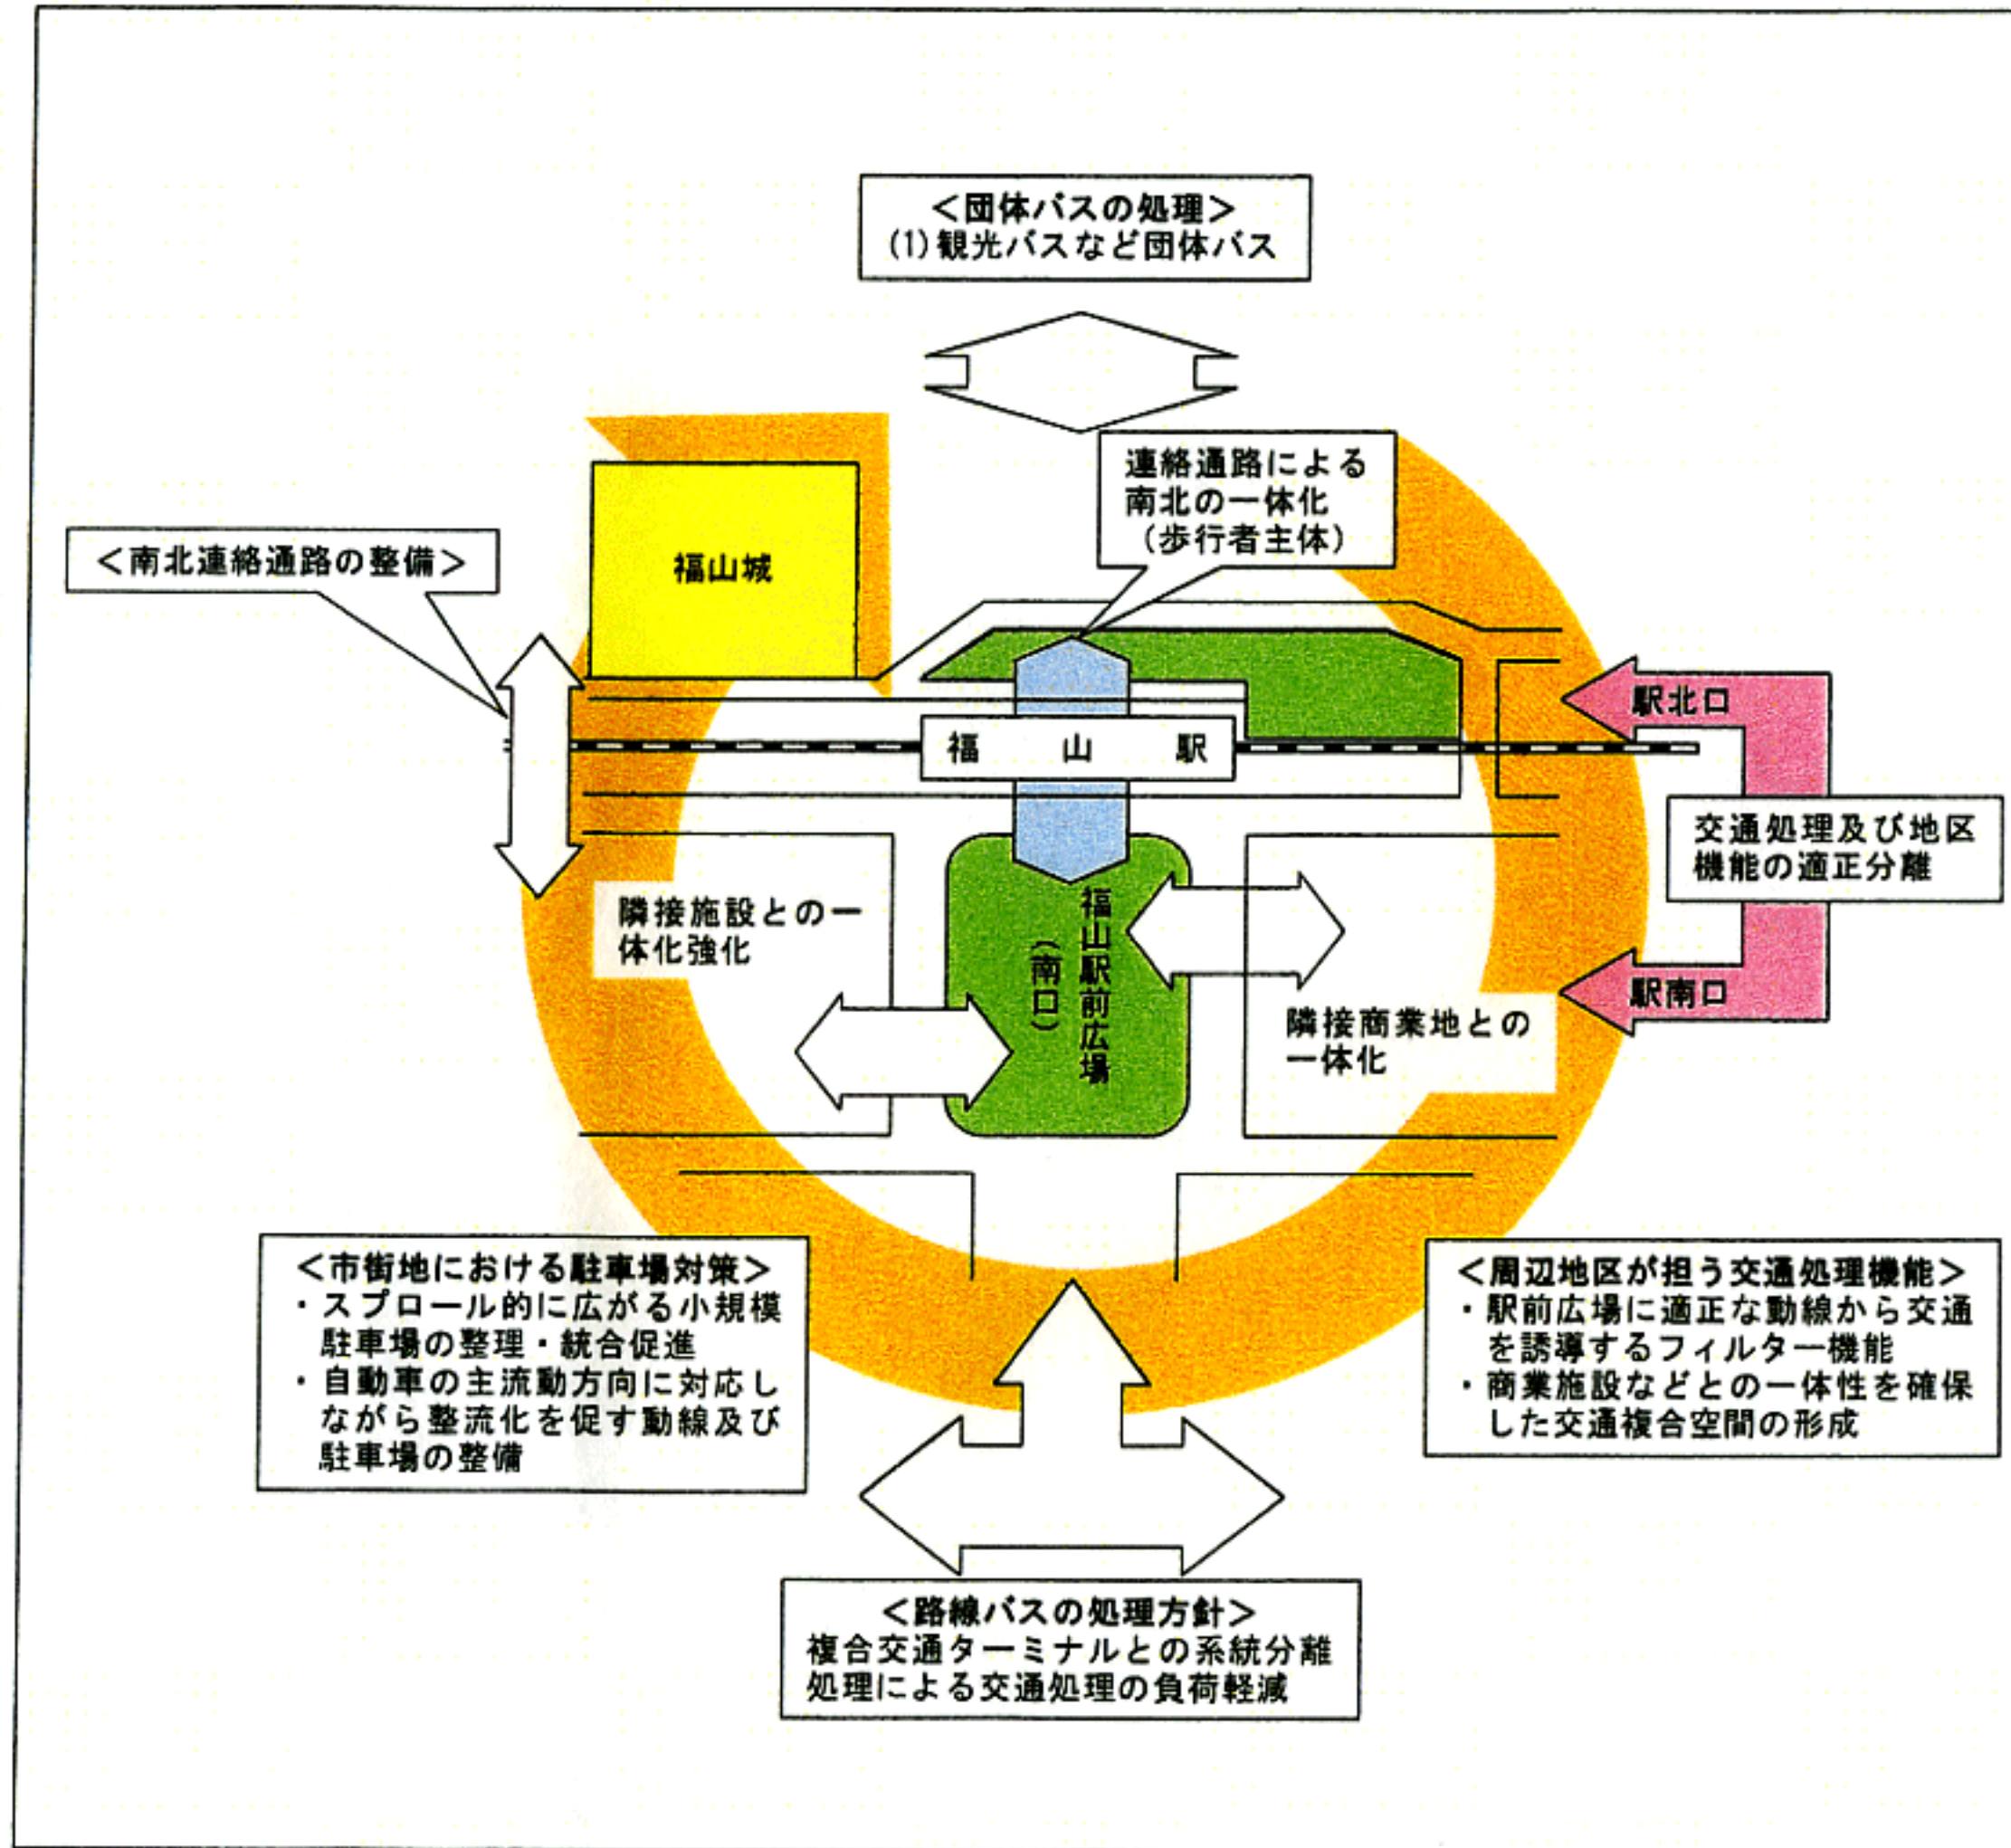 ＜団体バスの処理＞
(1)観光バスなど団体バス
連絡通路による
南北の一体化
（歩行者主体）
＜南北連絡通路の整備＞
福山城
駅北口
福山駅
交通処理及び地区
機能の適正分離
隣接施設との一
体化強化
福山駅前広場
（南口）
駅南口
隣接商業地との
一体化
＜市街地における駐車場対策＞
・スプロール的に広がる小規模
駐車場の整理・統合促進
・自動車の主流動方向に対応し
ながら整流化を促す動線及び
駐車場の整備
＜周辺地区が担う交通処理機能＞
・駅前広場に適正な動線から交通
を誘導するフィルター機能
・商業施設などとの一体性を確保
した交通複合空間の形成
＜路線バスの処理方針＞
複合交通ターミナルとの系統分離
処理による交通処理の負荷軽減